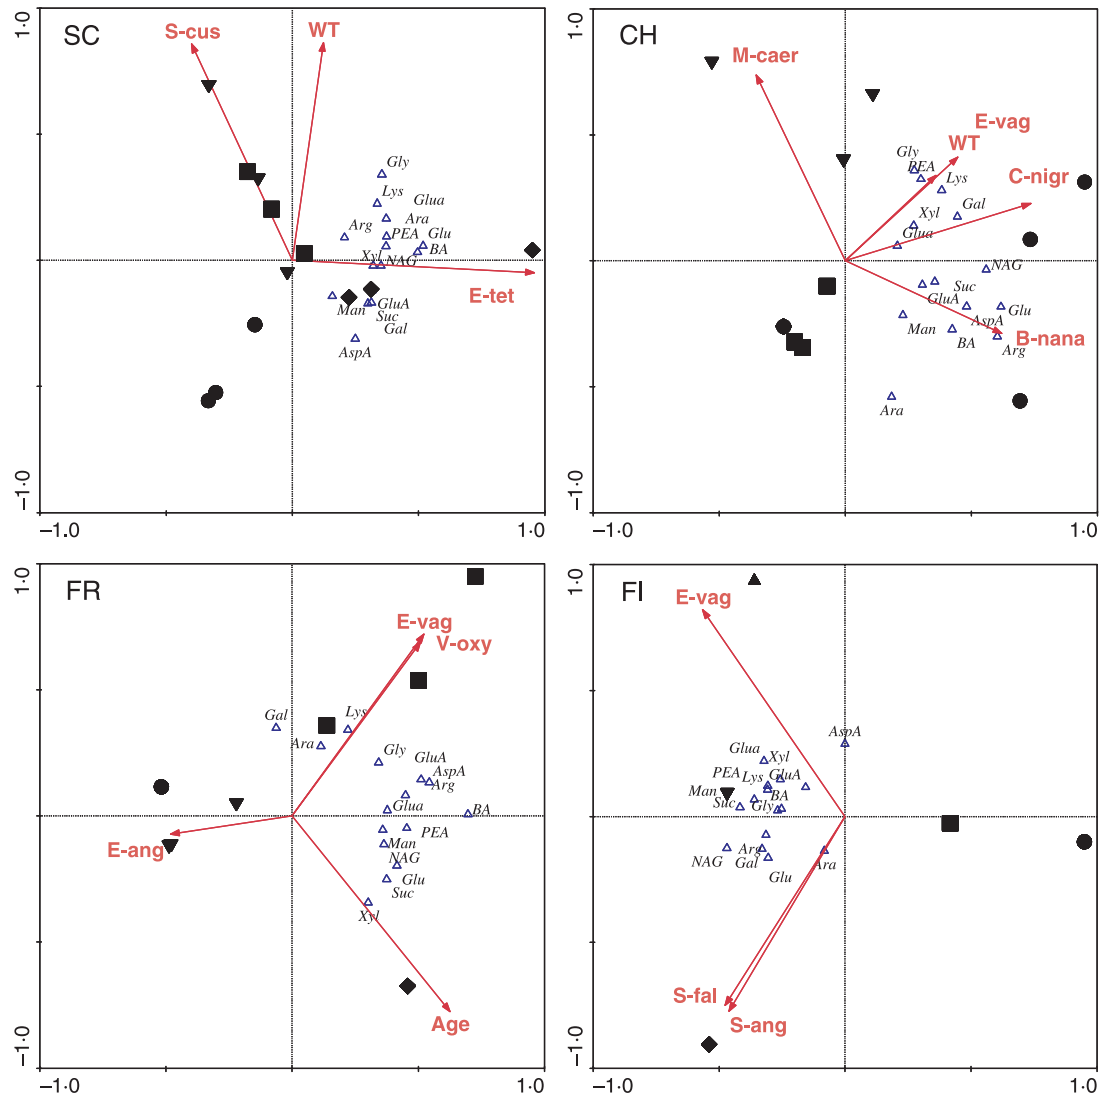 1·0
SC
S-cus
WT
Gly
Lys
Glua
Arg
Ara
PEA
Glu
Xyl
NAG
BA
E-tet
Man
GluA
Suc
Gal
AspA
–1·0
–1.0
1·0
1·0
CH
M-caer
E-vag
WT
Gly
PEA
Lys
C-nigr
Xyl
Gal
Glua
NAG
Suc
GluA
Glu
Man
AspA
BA
B-nana
Arg
Ara
–1·0
–1·0
1·0
1·0
FR
E-vag
V-oxy
Gal
Lys
Ara
Gly
GluA
AspA
Arg
Glua
BA
PEA
E-ang
Man
NAG
Glu
Suc
Xyl
Age
–1·0
–1·0
1·0
1·0
FI
E-vag
AspA
Glua
Xyl
PEA
Lys
GluA
Man
BA
Suc
Gly
NAG
Arg
Gal
Ara
Glu
S-fal
S-ang
–1·0
–1·0
1·0